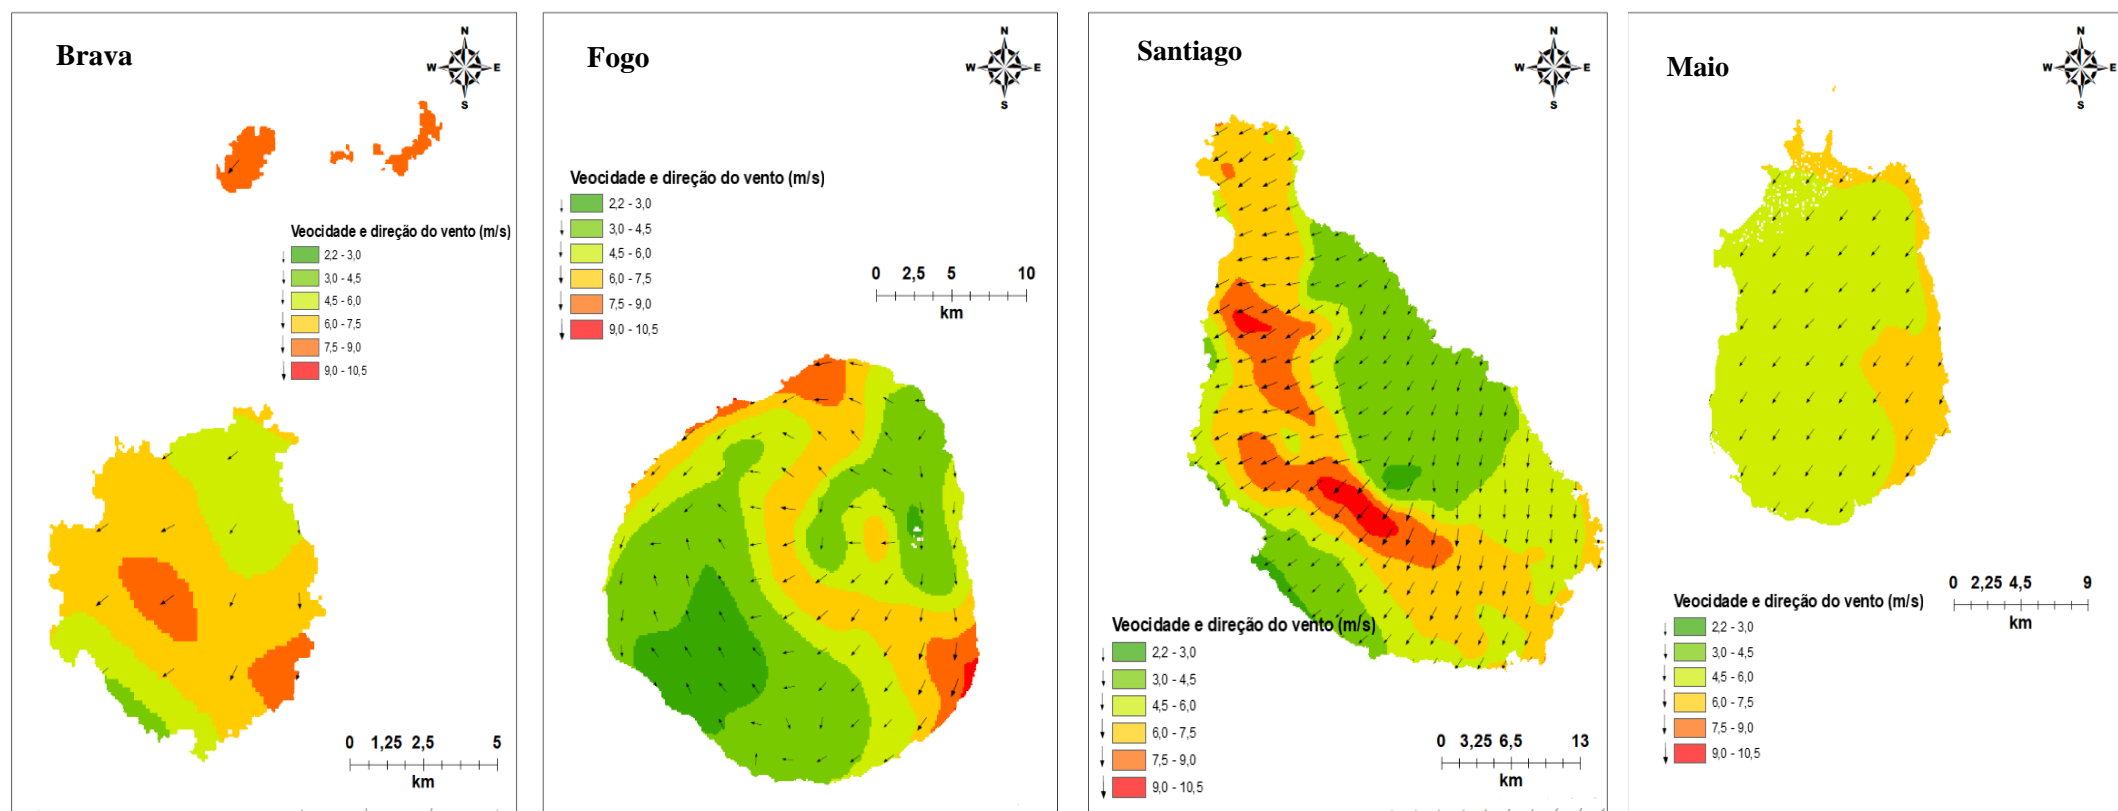 Brava
N
W E
S
Veocidade e direção do vento (m/s)
2,2 - 3,0
3,0 - 4,5
4,5 - 6,0
6,0 - 7,5
7,5 - 9,0
9,0 - 10,5
0 1,25 2,5 5
km
Fogo
N
W E
S
Veocidade e direção do vento (m/s)
2,2 - 3,0
3,0 - 4,5
4,5 - 6,0
6,0 - 7,5
7,5 - 9,0
9,0 - 10,5
0 2,5 5 10
km
Santiago
N
W E
S
Veocidade e direção do vento (m/s)
2,2 - 3,0
3,0 - 4,5
4,5 - 6,0
6,0 - 7,5
7,5 - 9,0
9,0 - 10,5
0 3,25 6,5 13
km
Maio
N
W E
S
Veocidade e direção do vento (m/s)
2,2 - 3,0
3,0 - 4,5
4,5 - 6,0
6,0 - 7,5
7,5 - 9,0
9,0 - 10,5
0 2,25 4,5 9
km